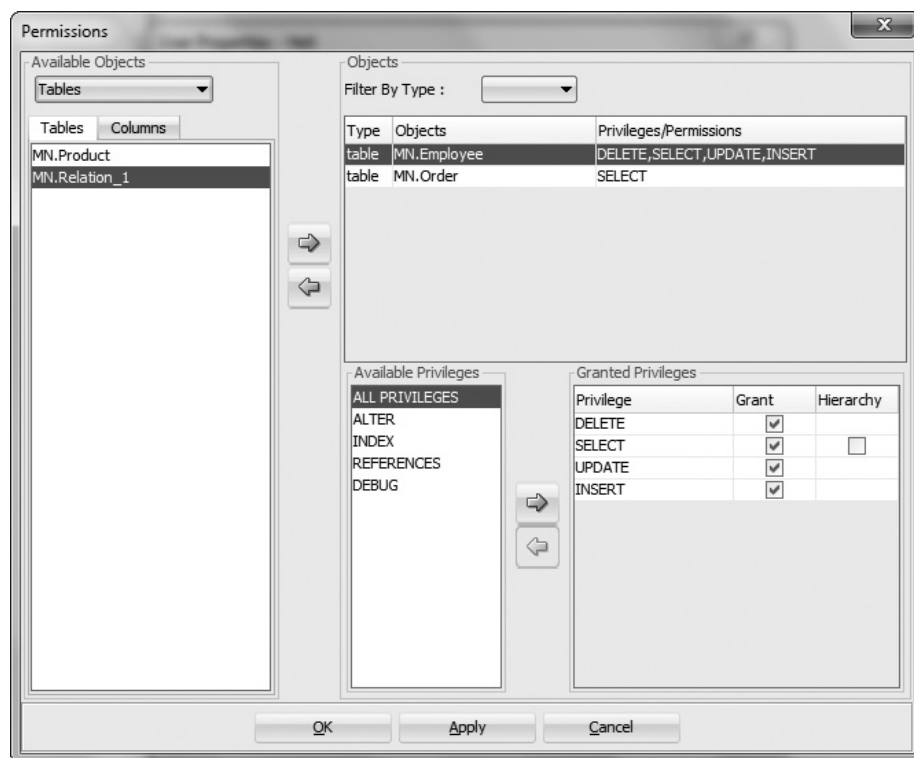 Permissions
X
Available Objects
Tables
Tables Columns
MN.Product
MN.Relation_1
Objects
Filter By Type :
Type Objects Privileges/Permissions
table MN.Employee DELETE,SELECT,UPDATE,INSERT
table MN.Order SELECT
Available Privileges
ALL PRIVILEGES
ALTER
INDEX
REFERENCES
DEBUG
Granted Privileges
Privilege Grant Hierarchy
DELETE
SELECT
UPDATE
INSERT
OK Apply Cancel